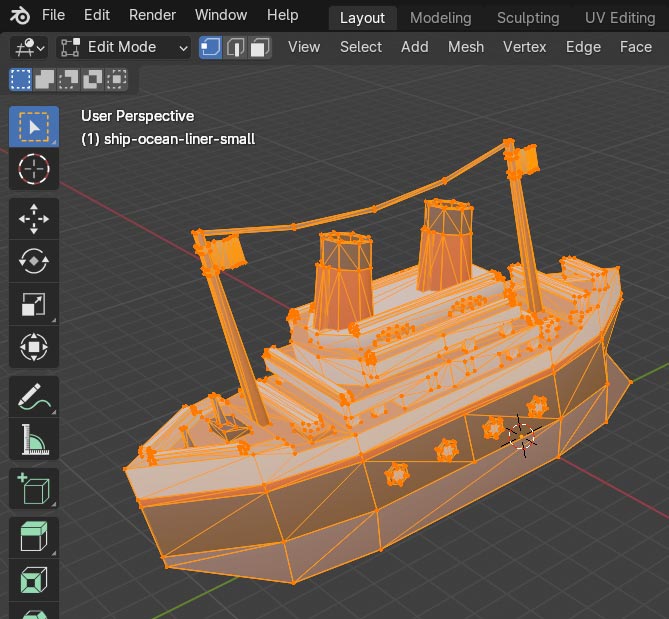 File Edit Render Window Help Layout Modeling Sculpting UV Editing
Edit Mode View Select Add Mesh Vertex Edge Face
User Perspective
(1) ship-ocean-liner-small